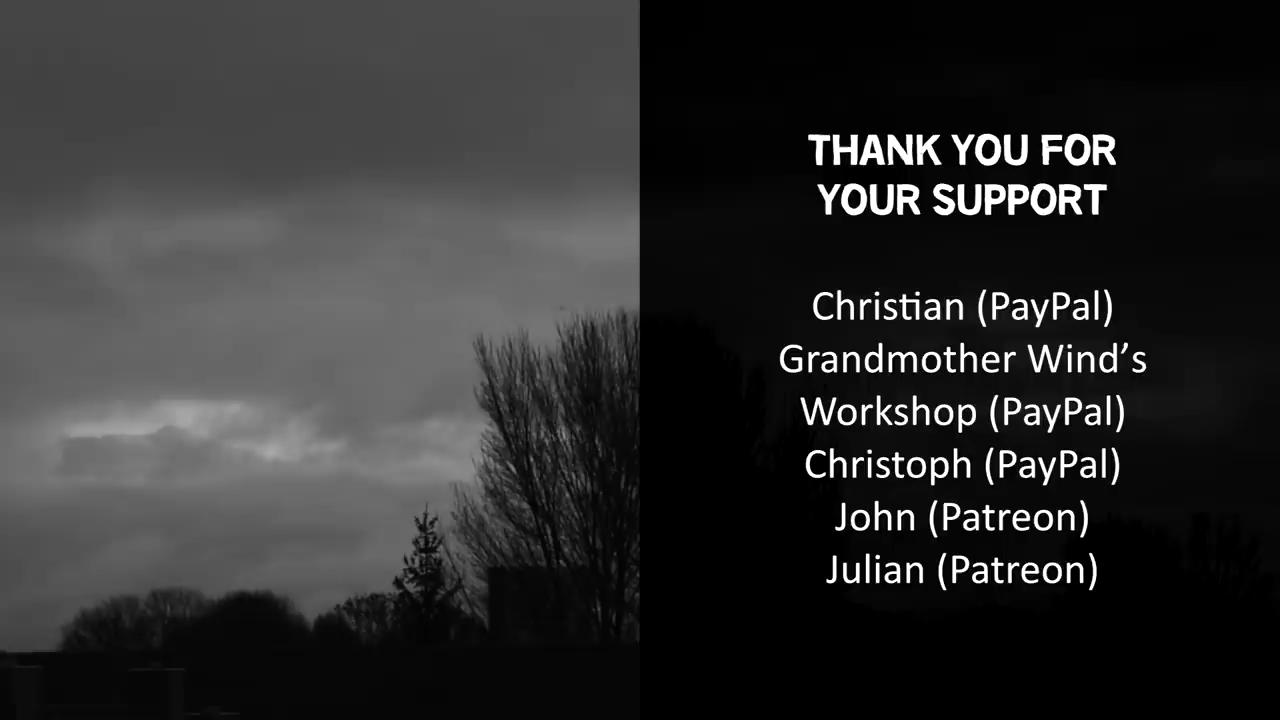 THANK YOU FOR
YOUR SUPPORT
Christian (PayPal)
Grandmother Wind’s
Workshop (PayPal)
Christoph (PayPal)
John (Patreon)
Julian (Patreon)